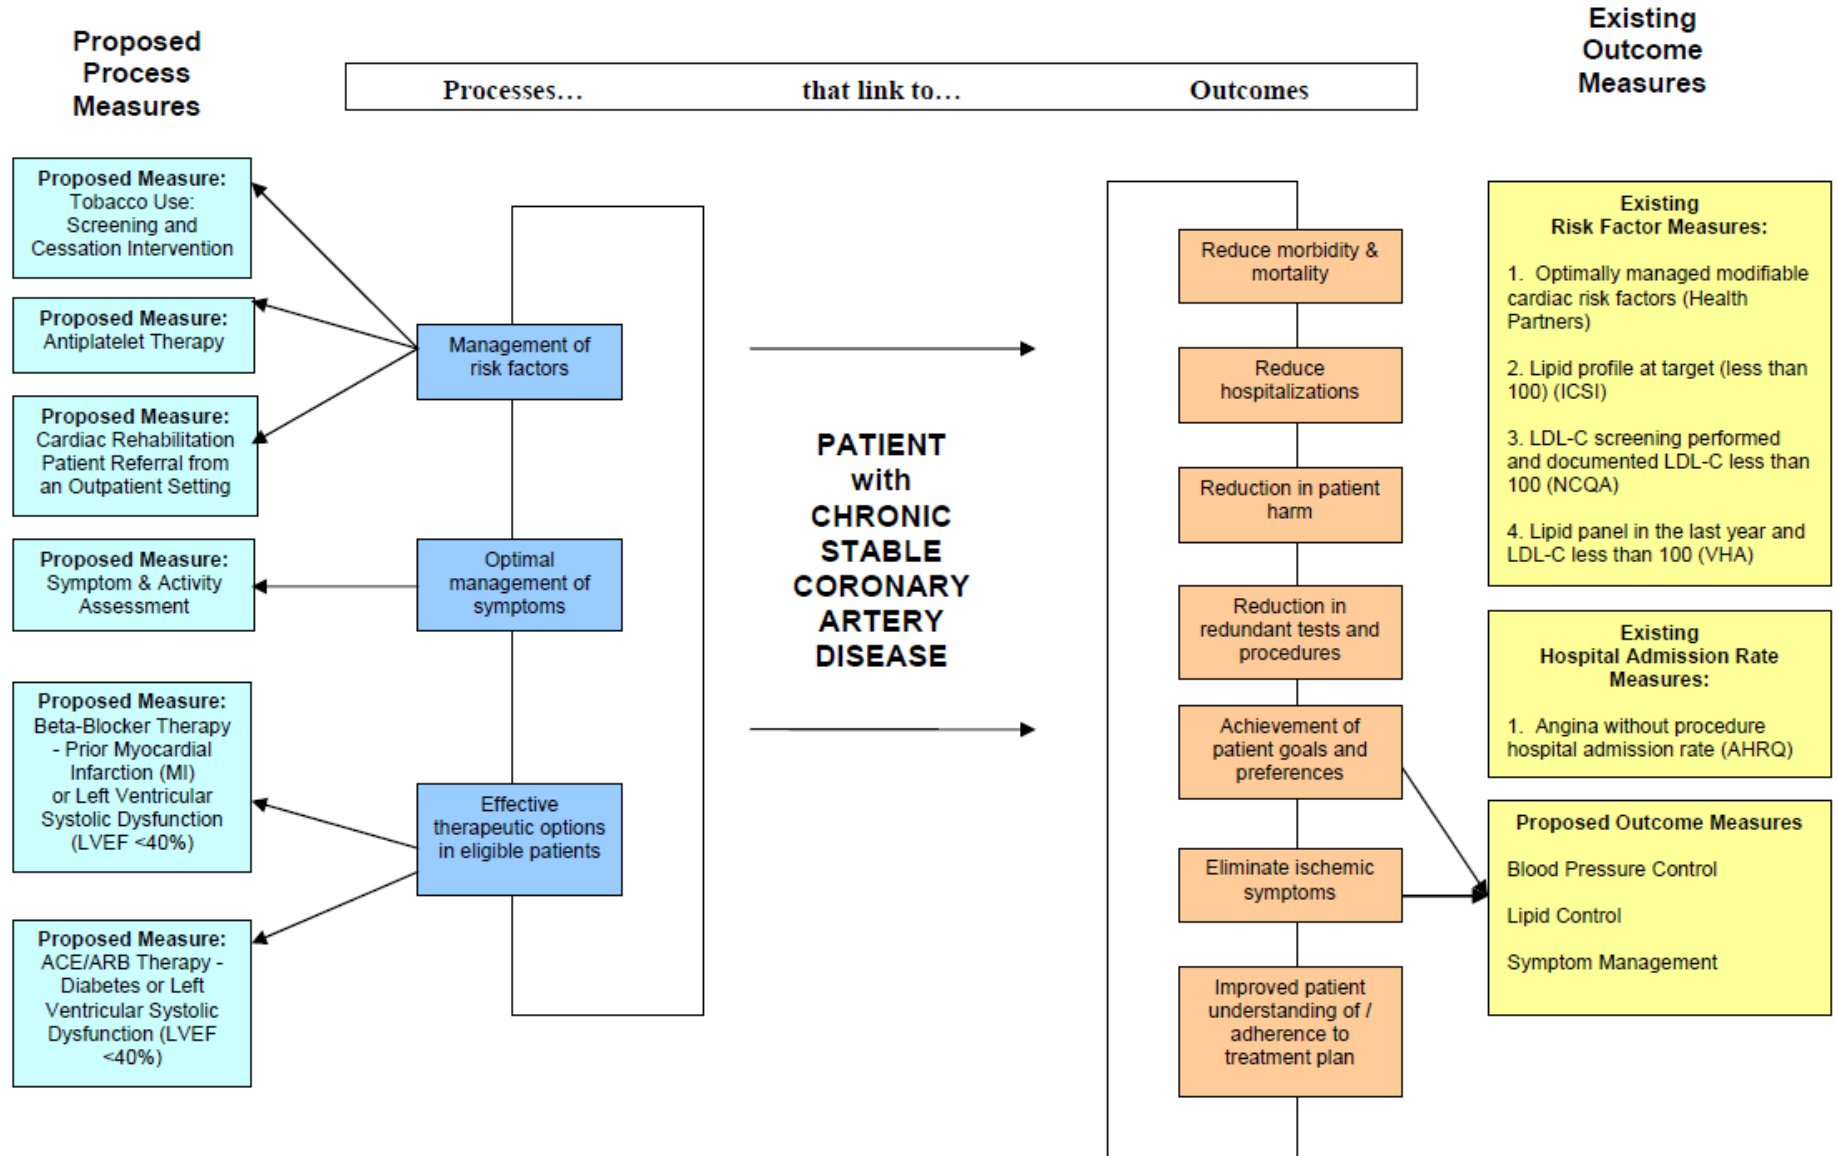 Proposed
Process
Measures
Processes… that link to… Outcomes
Existing
Outcome
Measures
Proposed Measure:
Tobacco Use:
Screening and
Cessation Intervention
Proposed Measure:
Antiplatelet Therapy
Proposed Measure:
Cardiac Rehabilitation
Patient Referral from
an Outpatient Setting
Proposed Measure:
Symptom & Activity
Assessment
Proposed Measure:
Beta-Blocker Therapy
- Prior Myocardial
Infarction (MI)
or Left Ventricular
Systolic Dysfunction
(LVEF <40%)
Proposed Measure:
ACE/ARB Therapy -
Diabetes or Left
Ventricular Systolic
Dysfunction (LVEF
<40%)
Management of
risk factors
Optimal
management of
symptoms
Effective
therapeutic options
in eligible patients
PATIENT
with
CHRONIC
STABLE
CORONARY
ARTERY
DISEASE
Reduce morbidity &
mortality
Reduce
hospitalizations
Reduction in patient
harm
Reduction in
redundant tests and
procedures
Achievement of
patient goals and
preferences
Eliminate ischemic
symptoms
Improved patient
understanding of /
adherence to
treatment plan
Existing
Risk Factor Measures:
1. Optimally managed modifiable
cardiac risk factors (Health
Partners)
2. Lipid profile at target (less than
100) (ICSI)
3. LDL-C screening performed
and documented LDL-C less than
100 (NCQA)
4. Lipid panel in the last year and
LDL-C less than 100 (VHA)
Existing
Hospital Admission Rate
Measures:
1. Angina without procedure
hospital admission rate (AHRQ)
Proposed Outcome Measures
Blood Pressure Control
Lipid Control
Symptom Management